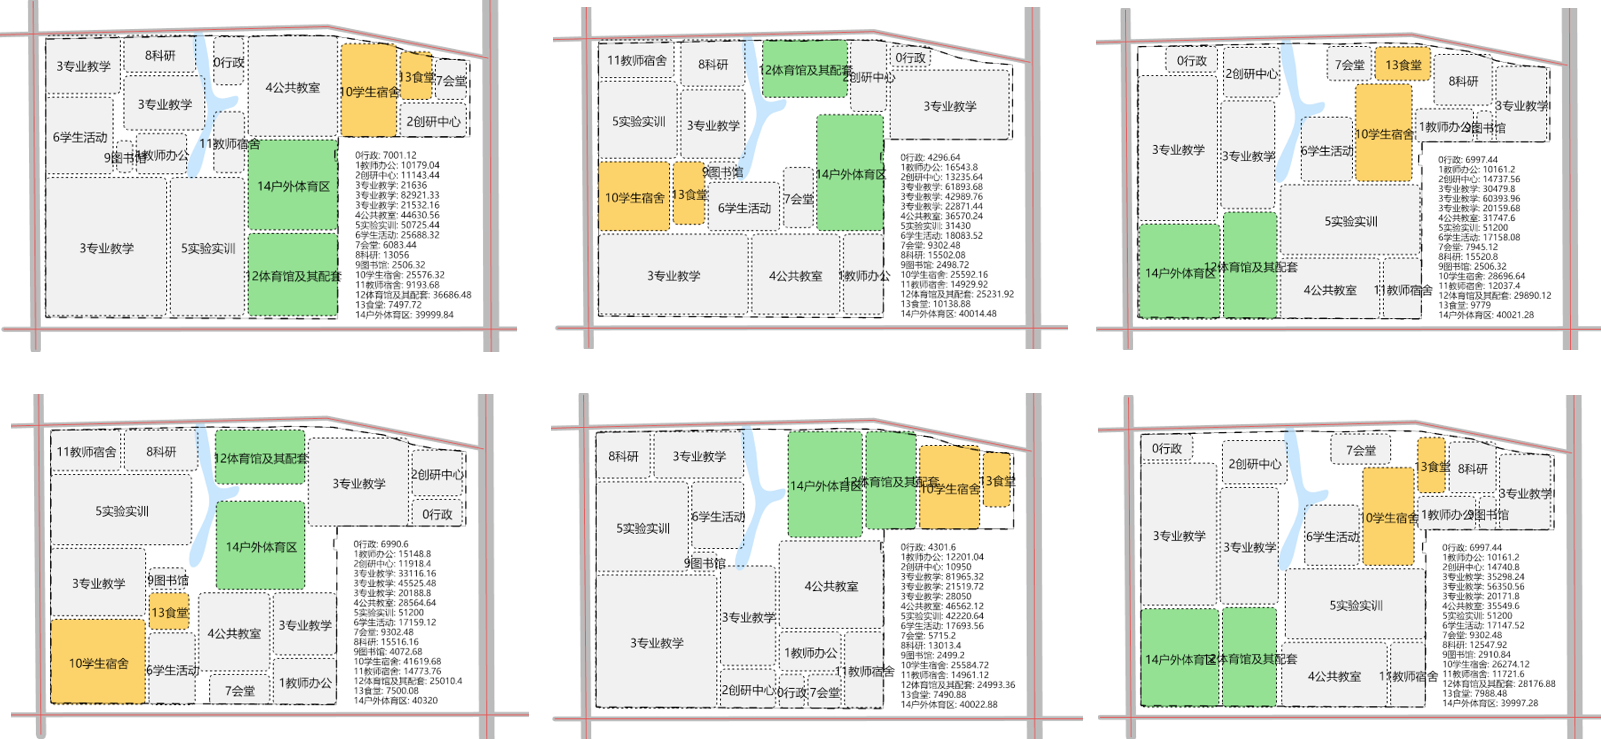 3专业教学
8科研
0行政
4公共教室
10学生宿舍
13食堂
7会堂
3专业教学
2创研中心
6学生活动
9图书馆
1教师办公
11教师宿舍
14户外体育区
3专业教学
5实验实训
12体育馆及其配套
0行政: 7001.12
1教师办公: 10179.04
2创研中心: 11143.44
3专业教学: 21636
3专业教学: 82921.33
3专业教学: 21532.16
4公共教室: 44630.56
5实验实训: 50725.44
6学生活动: 25688.32
7会堂: 6083.44
8科研: 13056
9图书馆: 2506.32
10学生宿舍: 25576.32
11教师宿舍: 9193.68
12体育馆及其配套: 36686.48
13食堂: 7497.72
14户外体育区: 39999.84
11教师宿舍
8科研
12体育馆及其配套
2创研中心
0行政
3专业教学
5实验实训
3专业教学
10学生宿舍
13食堂
9图书馆
6学生活动
7会堂
14户外体育区
3专业教学
4公共教室
1教师办公
0行政: 4296.64
1教师办公: 16543.8
2创研中心: 13235.64
3专业教学: 61893.68
3专业教学: 42989.76
3专业教学: 22871.44
4公共教室: 36570.24
5实验实训: 31430
6学生活动: 18083.52
7会堂: 9302.48
8科研: 15502.08
9图书馆: 2498.72
10学生宿舍: 25592.16
11教师宿舍: 14929.92
12体育馆及其配套: 25231.92
13食堂: 10138.88
14户外体育区: 40014.48
0行政
2创研中心
7会堂
13食堂
8科研
3专业教学
10学生宿舍
1教师办公
9图书馆
3专业教学
3专业教学
6学生活动
5实验实训
14户外体育区
12体育馆及其配套
4公共教室
11教师宿舍
0行政: 6997.44
1教师办公: 10161.2
2创研中心: 14737.56
3专业教学: 30479.8
3专业教学: 60393.96
3专业教学: 20159.68
4公共教室: 31747.6
5实验实训: 51200
6学生活动: 17158.08
7会堂: 7945.12
8科研: 15520.8
9图书馆: 2506.32
10学生宿舍: 28696.64
11教师宿舍: 12037.4
12体育馆及其配套: 29890.12
13食堂: 9779
14户外体育区: 40021.28
11教师宿舍
8科研
12体育馆及其配套
3专业教学
2创研中心
0行政
5实验实训
14户外体育区
3专业教学
9图书馆
13食堂
10学生宿舍
6学生活动
4公共教室
3专业教学
7会堂
1教师办公
0行政: 6990.6
1教师办公: 15148.8
2创研中心: 11918.4
3专业教学: 33116.16
3专业教学: 45525.48
3专业教学: 20188.8
4公共教室: 28564.64
5实验实训: 51200
6学生活动: 17159.12
7会堂: 9302.48
8科研: 15516.16
9图书馆: 4072.68
10学生宿舍: 41619.68
11教师宿舍: 14773.76
12体育馆及其配套: 25010.4
13食堂: 7500.08
14户外体育区: 40320
8科研
3专业教学
14户外体育区
12体育馆及其配套
10学生宿舍
13食堂
5实验实训
6学生活动
9图书馆
4公共教室
3专业教学
3专业教学
1教师办公
11教师宿舍
2创研中心
0行政
7会堂
0行政: 4301.6
1教师办公: 12201.04
2创研中心: 10950
3专业教学: 81965.32
3专业教学: 21519.72
3专业教学: 28050
4公共教室: 46562.12
5实验实训: 42220.64
6学生活动: 17693.56
7会堂: 5715.2
8科研: 13013.4
9图书馆: 2499.2
10学生宿舍: 25584.72
11教师宿舍: 14961.12
12体育馆及其配套: 24993.36
13食堂: 7490.88
14户外体育区: 40022.88
0行政
2创研中心
7会堂
13食堂
8科研
3专业教学
10学生宿舍
1教师办公
9图书馆
3专业教学
3专业教学
6学生活动
5实验实训
14户外体育区
12体育馆及其配套
4公共教室
11教师宿舍
0行政: 6997.44
1教师办公: 10161.2
2创研中心: 14740.8
3专业教学: 35298.24
3专业教学: 56350.56
3专业教学: 20171.8
4公共教室: 35549.6
5实验实训: 51200
6学生活动: 17147.52
7会堂: 9302.48
8科研: 12547.92
9图书馆: 2910.84
10学生宿舍: 26274.12
11教师宿舍: 11721.6
12体育馆及其配套: 28176.88
13食堂: 7988.48
14户外体育区: 39997.28